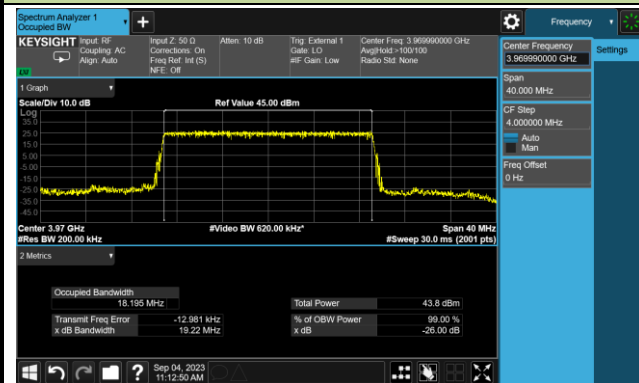 Spectrum Analyzer 1
Occupied BW
Frequency
KEYSIGHT
Input: RF
Coupling: AC
Align: Auto
Input Z: 50 Ω
Corrections: On
Freq Ref: Int (S)
NFE: Off
Atten: 10 dB
Trig: External 1
Gate: LO
#IF Gain: Low
Center Freq: 3.969990000 GHz
Avg|Hold:>100/100
Radio Std: None
Center Frequency
3.969990000 GHz
Settings
Span
40.000 MHz
CF Step
4.000000 MHz
Auto
Man
Freq Offset
0 Hz
1 Graph
Scale/Div 10.0 dB
Ref Value 45.00 dBm
Log
35.0
25.0
15.0
5.00
-5.00
-15.0
-25.0
-35.0
-45.0
Center 3.97 GHz
#Video BW 620.00 kHz*
Span 40 MHz
#Res BW 200.00 kHz
#Sweep 30.0 ms (2001 pts)
2 Metrics
Occupied Bandwidth
18.195 MHz
Total Power 43.8 dBm
Transmit Freq Error -12.981 kHz
% of OBW Power 99.00 %
x dB Bandwidth 19.22 MHz
x dB -26.00 dB
?
Sep 04, 2023
11:12:50 AM